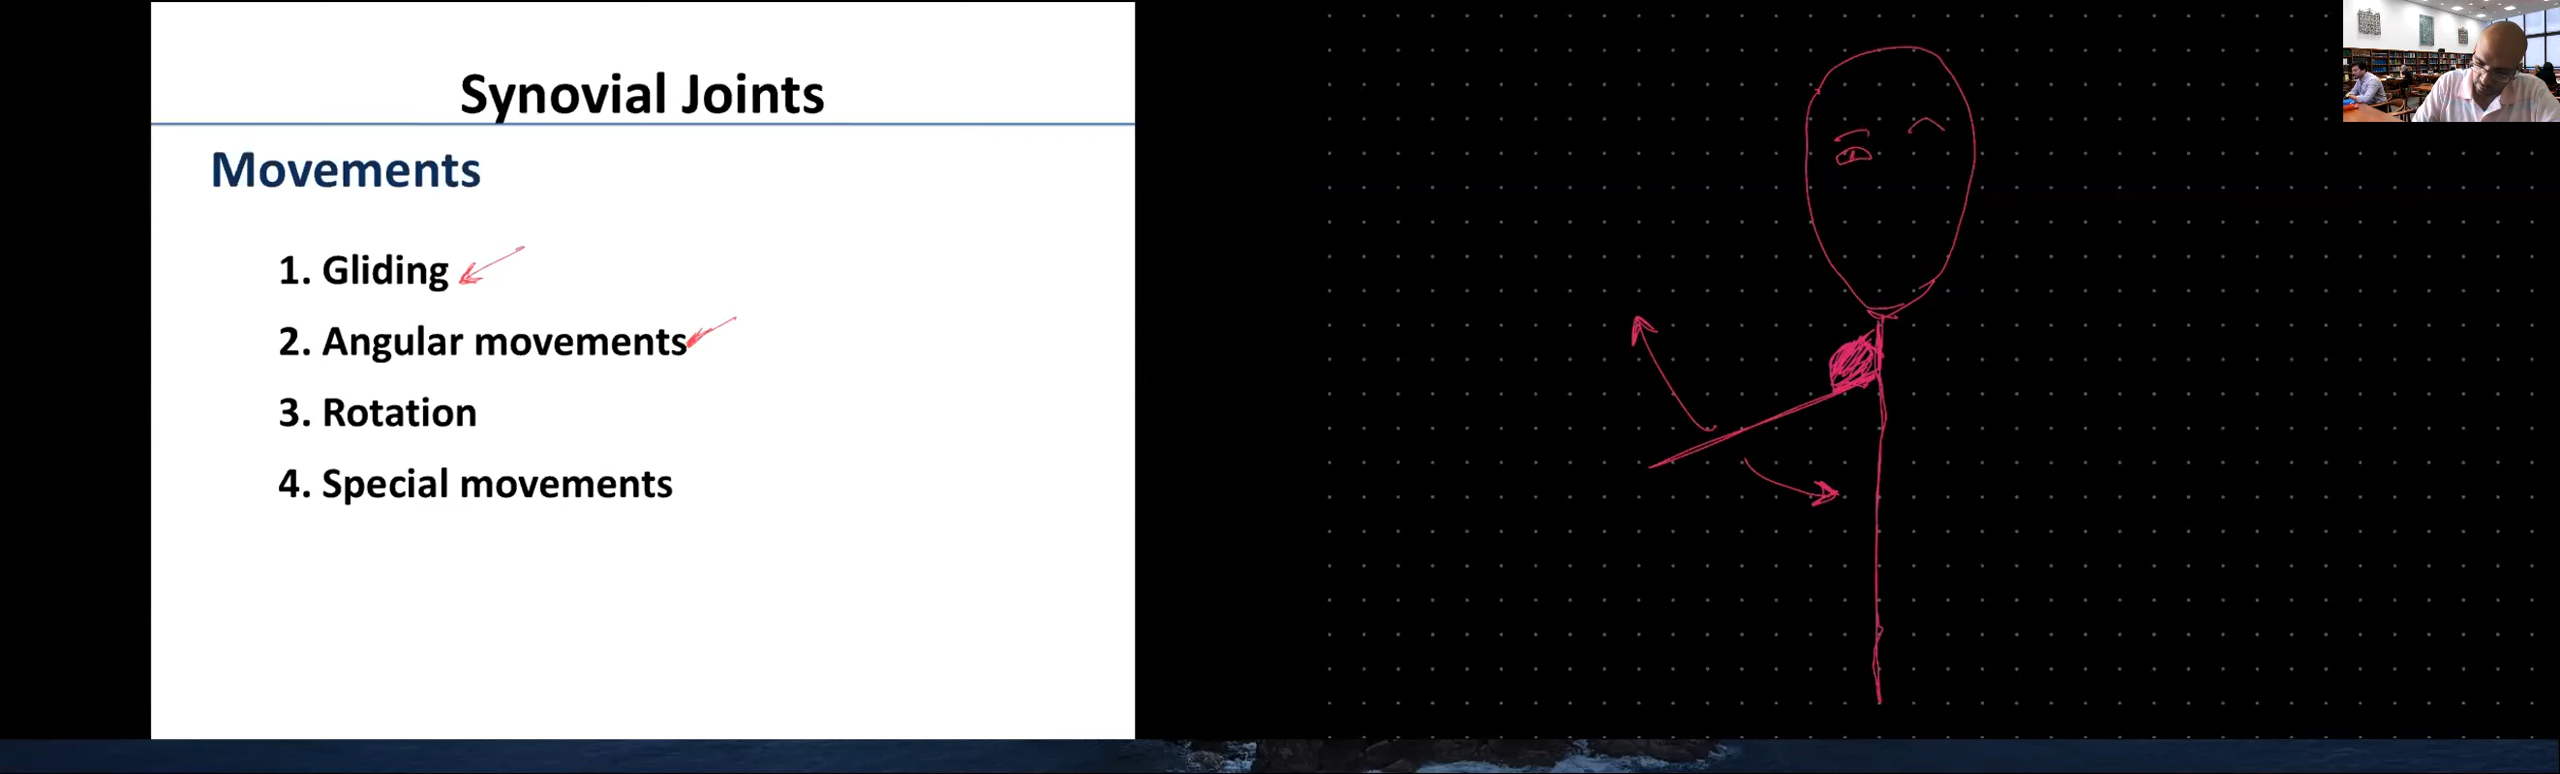 Synovial Joints
Movements
1. Gliding
2. Angular movements
3. Rotation
4. Special movements